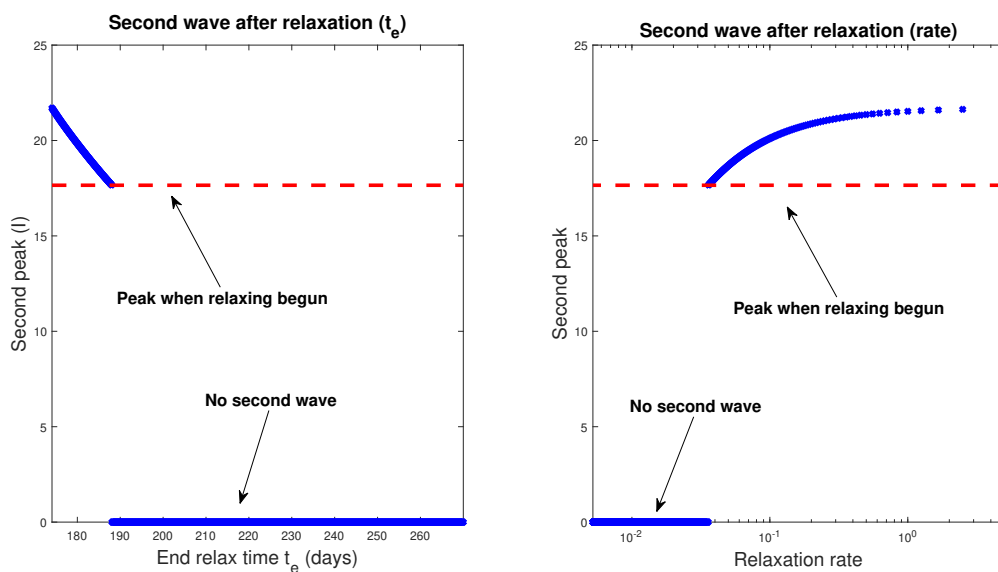 Second wave after relaxation (t_e)
25
20
15
10
5
0
Second peak (I)
Peak when relaxing begun
No second wave
180 190 200 210 220 230 240 250 260
End relax time t_e (days)
Second wave after relaxation (rate)
25
20
15
10
5
0
Second peak
Peak when relaxing begun
No second wave
10^-2 10^-1 10^0
Relaxation rate